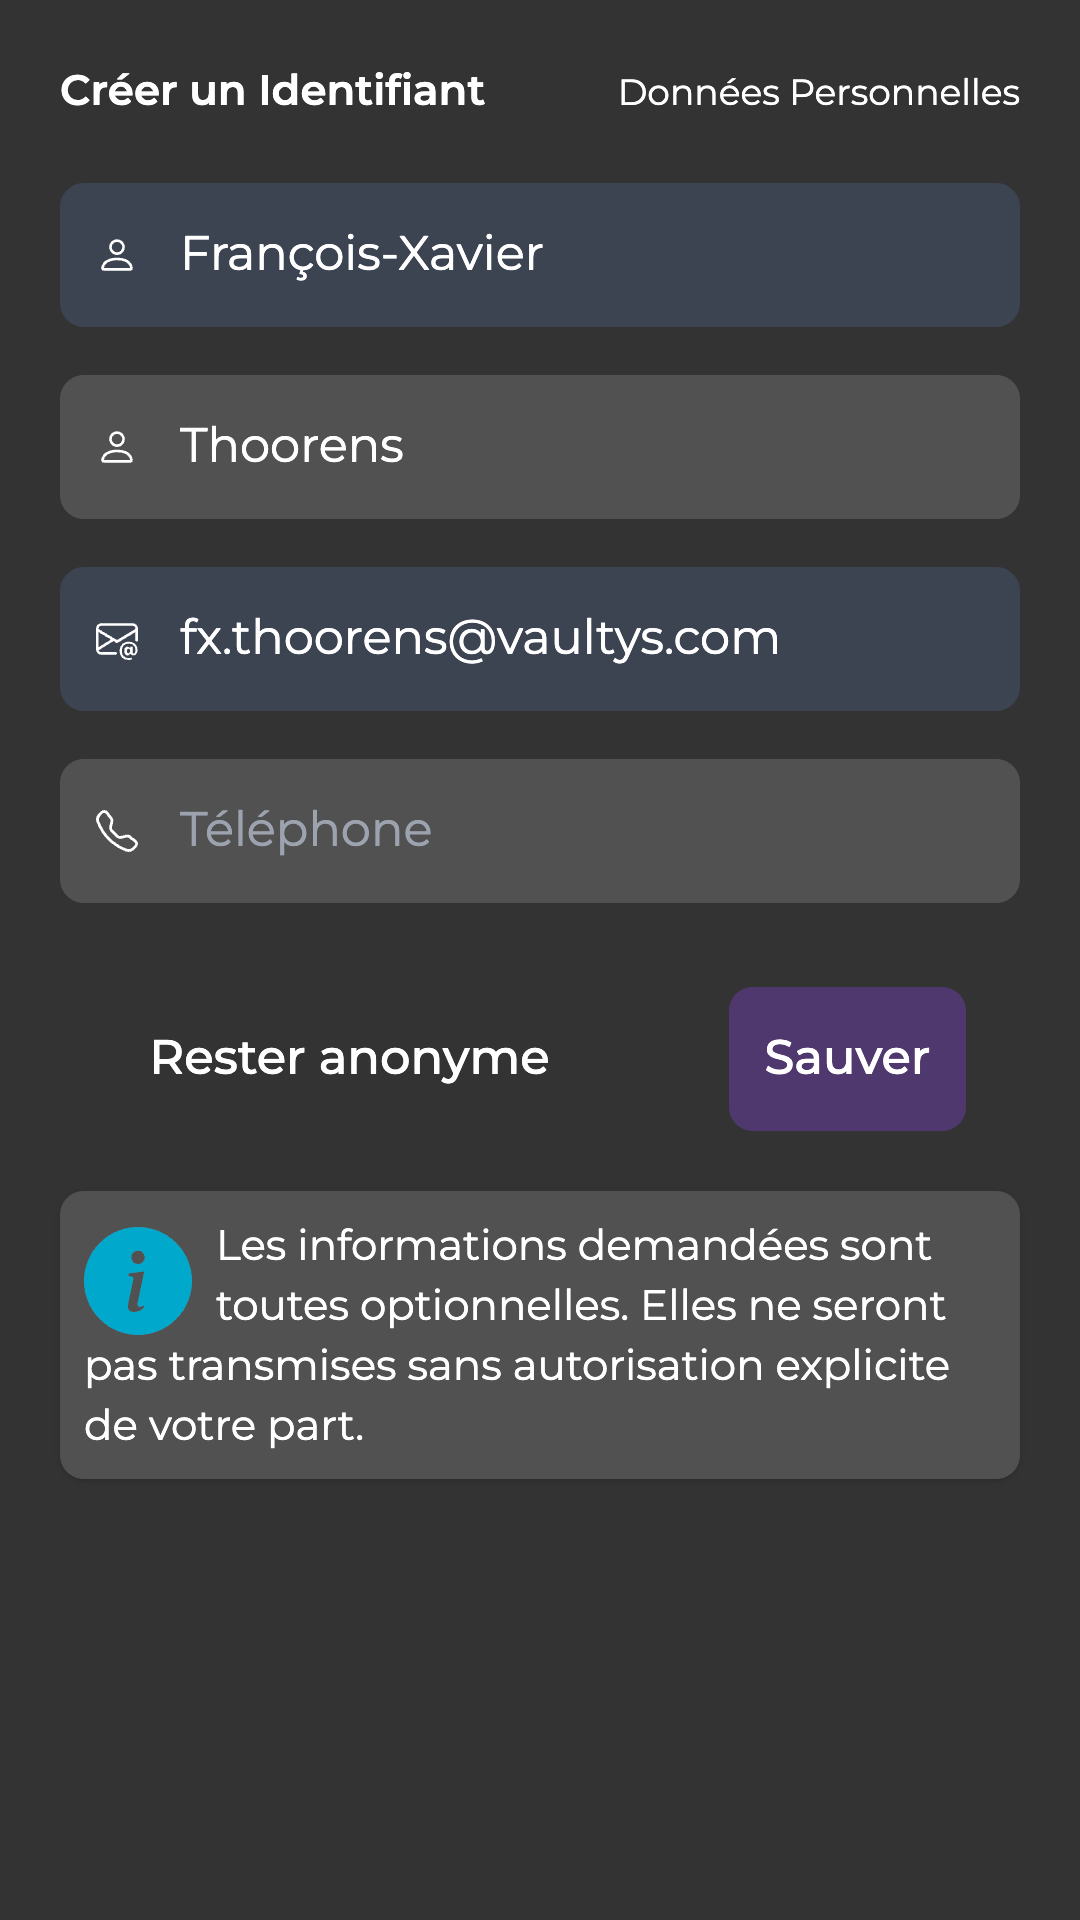 Créer un Identifiant
Données Personnelles
François-Xavier
Thoorens
fx.thoorens@vaultys.com
Téléphone
Rester anonyme
Sauver
Les informations demandées sont
toutes optionnelles. Elles ne seront
pas transmises sans autorisation explicite
de votre part.